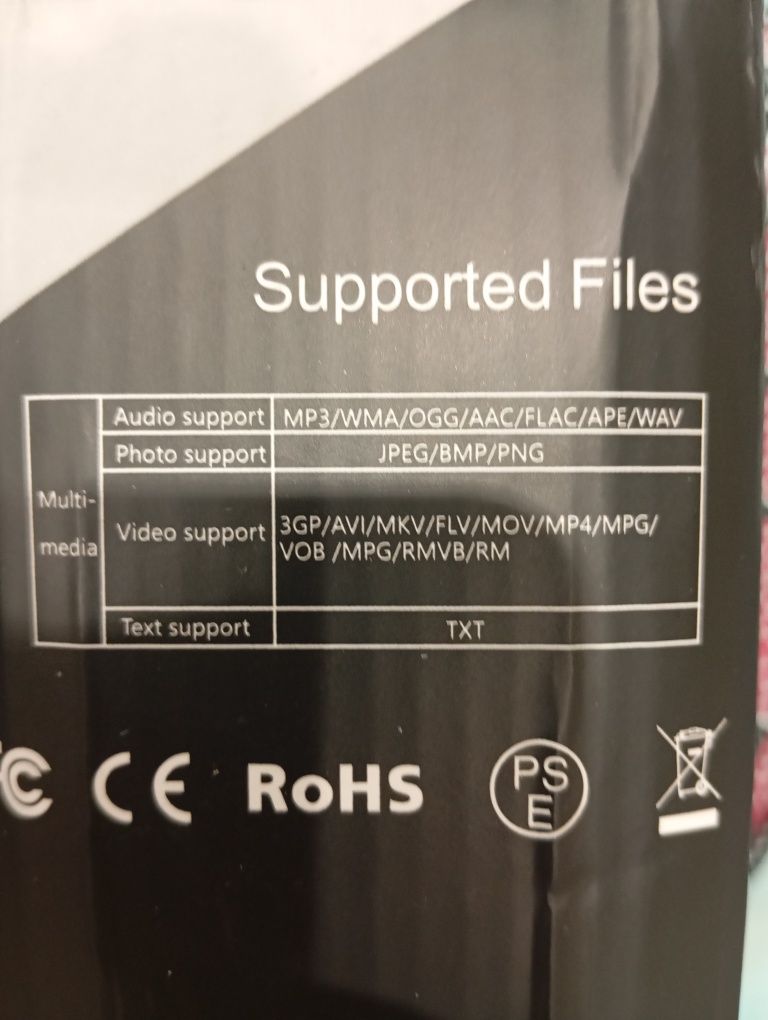 Supported Files
Audio support MP3/WMA/OGG/AAC/FLAC/APE/WAV
Photo support JPEG/BMP/PNG
Multi-
media
Video support 3GP/AVI/MKV/FLV/MOV/MP4/MPG/
VOB /MPG/RMVB/RM
Text support TXT
CE RoHS PS
E